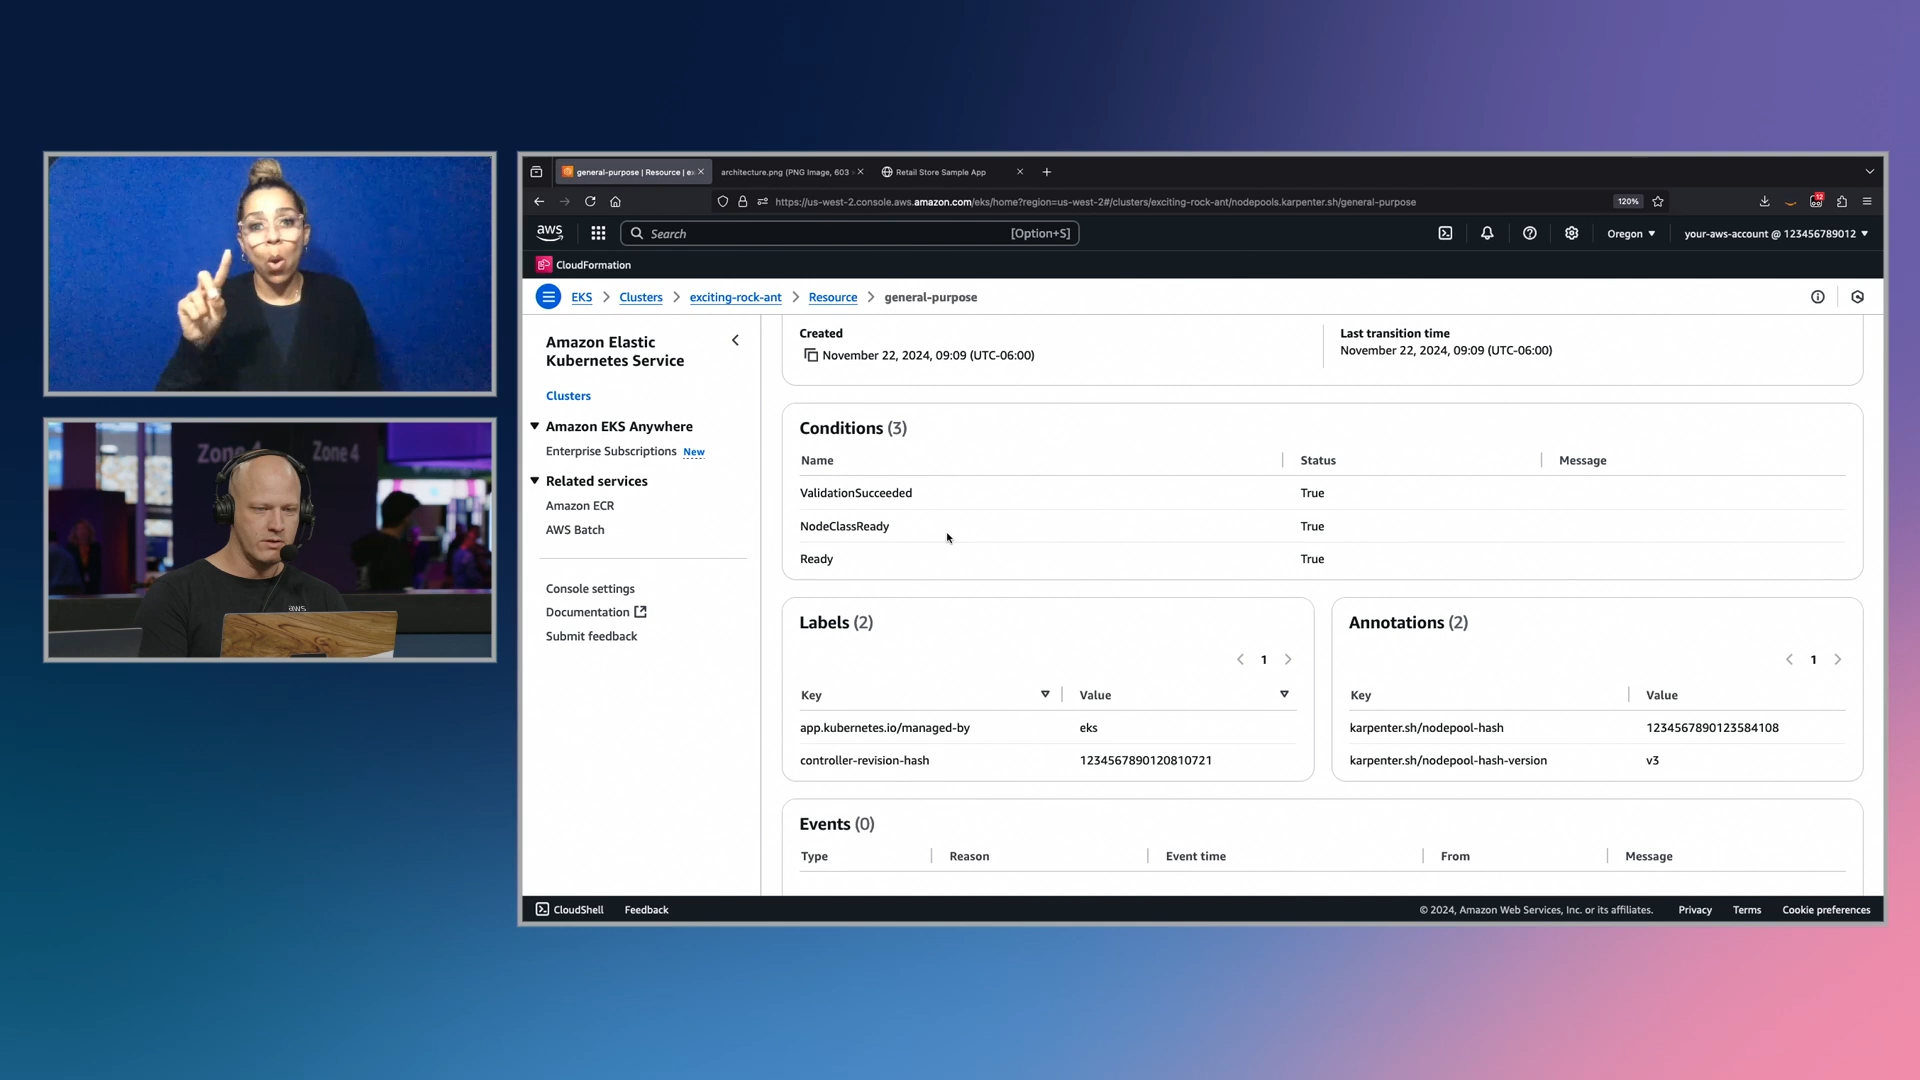 general-purpose | Resource | e
architecture.png (PNG Image, 603
Retail Store Sample App
https://us-west-2.console.aws.amazon.com/eks/home?region=us-west-2#/clusters/exciting-rock-ant/nodepools.karpenter.sh/general-purpose
120%
12
aws
Search
[Option+S]
Oregon
your-aws-account @ 123456789012
CloudFormation
EKS
Clusters
exciting-rock-ant
Resource
general-purpose
Amazon Elastic
Kubernetes Service
Clusters
Amazon EKS Anywhere
Enterprise Subscriptions New
Related services
Amazon ECR
AWS Batch
Console settings
Documentation
Submit feedback
Created
November 22, 2024, 09:09 (UTC-06:00)
Last transition time
November 22, 2024, 09:09 (UTC-06:00)
Conditions (3)
Name Status Message
ValidationSucceeded True
NodeClassReady True
Ready True
Labels (2)
1
Key Value
app.kubernetes.io/managed-by eks
controller-revision-hash 1234567890120810721
Annotations (2)
1
Key Value
karpenter.sh/nodepool-hash 1234567890123584108
karpenter.sh/nodepool-hash-version v3
Events (0)
Type Reason Event time From Message
CloudShell Feedback
© 2024, Amazon Web Services, Inc. or its affiliates. Privacy Terms Cookie preferences
Zone 4
Zone 4
aws